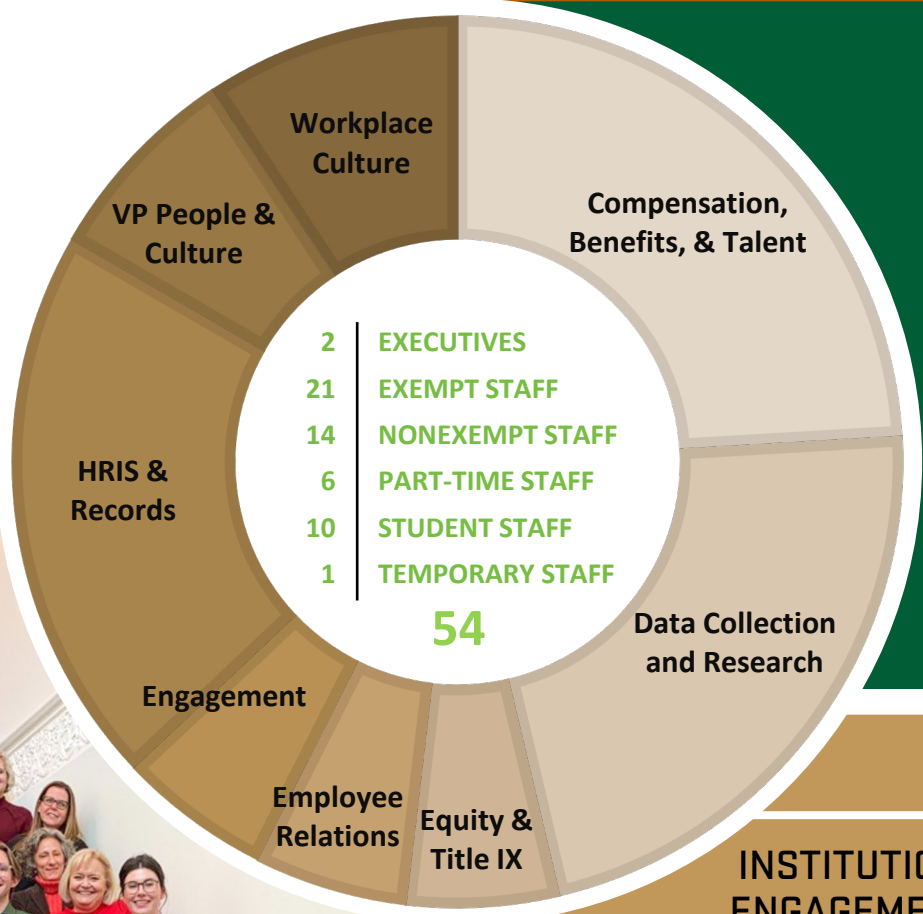 Workplace
Culture
Compensation,
Benefits, & Talent
VP People &
Culture
2 EXECUTIVES
21 EXEMPT STAFF
14 NONEXEMPT STAFF
6 PART-TIME STAFF
10 STUDENT STAFF
1 TEMPORARY STAFF
54
HRIS &
Records
Data Collection
and Research
Engagement
Employee
Relations
Equity &
Title IX